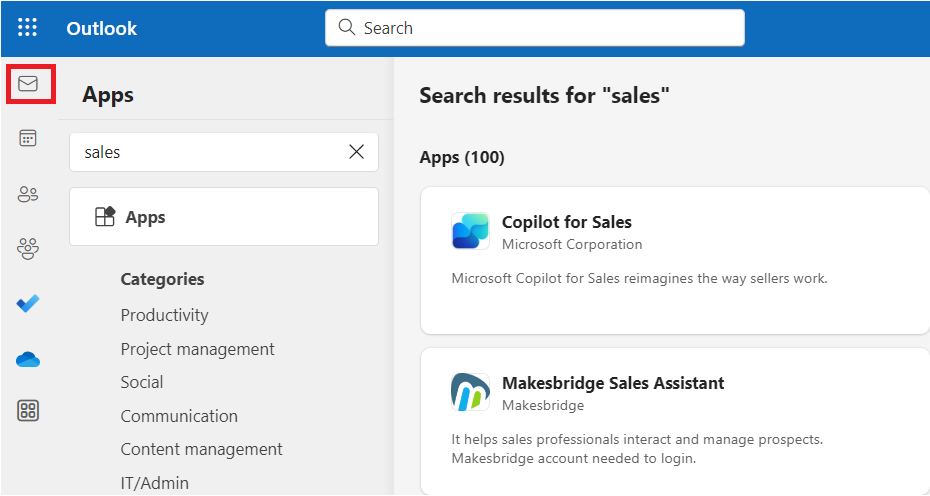 Outlook
Search
Apps
sales
Apps
Categories
Productivity
Project management
Social
Communication
Content management
IT/Admin
Search results for "sales"
Apps (100)
Copilot for Sales
Microsoft Corporation
Microsoft Copilot for Sales reimagines the way sellers work.
Makesbridge Sales Assistant
Makesbridge
It helps sales professionals interact and manage prospects.
Makesbridge account needed to login.